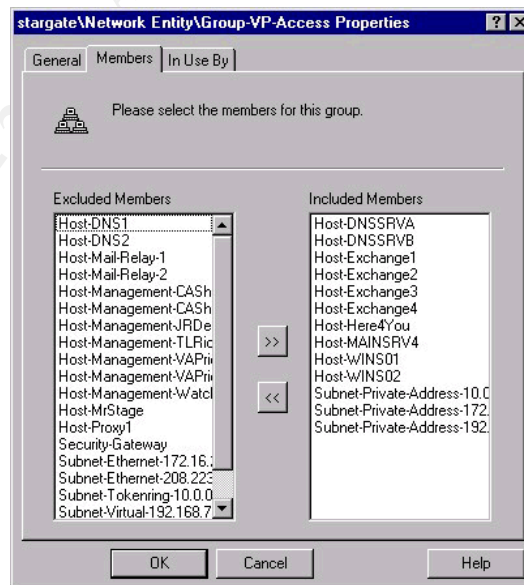 stargate\Network Entity\Group-VP-Access Properties
General Members In Use By
Please select the members for this group.
Excluded Members
Host-DNS1
Host-DNS2
Host-Mail-Relay-1
Host-Mail-Relay-2
Host-Management-CASh
Host-Management-CASh
Host-Management-JRDe
Host-Management-TLRic
Host-Management-VAPri
Host-Management-VAPri
Host-Management-Watcl
Host-MrStage
Host-Proxy1
Security-Gateway
Subnet-Ethernet-172.16.
Subnet-Ethernet-208.223
Subnet-Tokenring-10.0.0
Subnet-Virtual-192.168.7
>>
<<
Included Members
Host-DNSSRVA
Host-DNSSRVB
Host-Exchange1
Host-Exchange2
Host-Exchange3
Host-Exchange4
Host-Here4You
Host-MAINSRV4
Host-WINS01
Host-WINS02
Subnet-Private-Address-10.0
Subnet-Private-Address-172.
Subnet-Private-Address-192.
OK Cancel Help